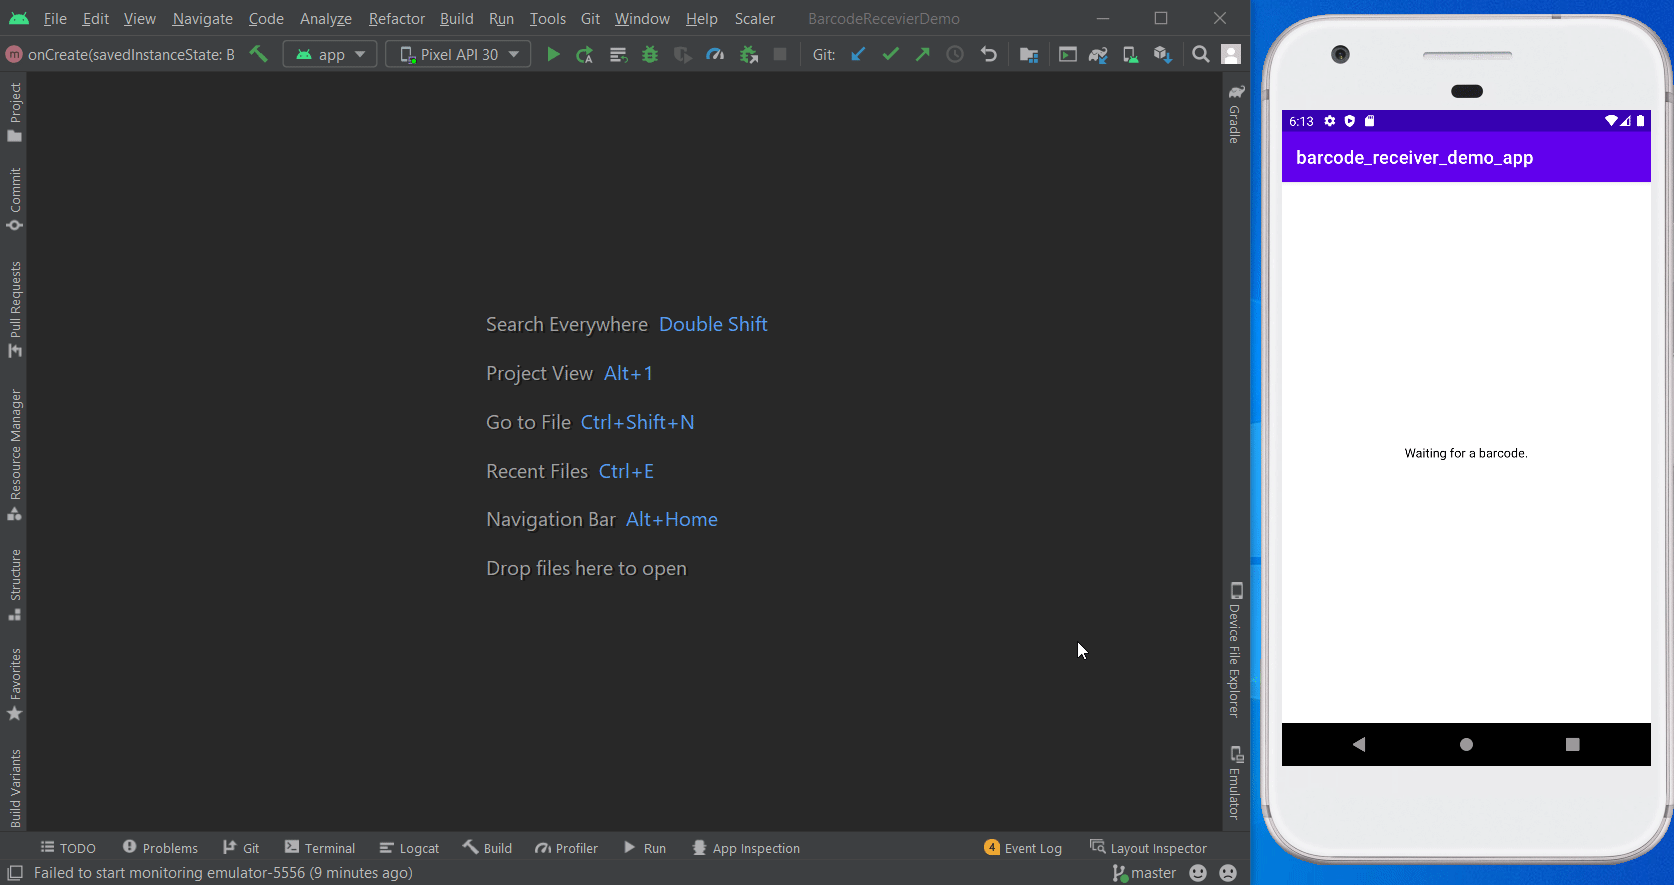 File Edit View Navigate Code Analyze Refactor Build Run Tools Git Window Help Scaler BarcodeRecevierDemo
m onCreate(savedInstanceState: B app Pixel API 30 Git:
Project
Commit
Pull Requests
Resource Manager
Structure
Favorites
Build Variants
Search Everywhere Double Shift
Project View Alt+1
Go to File Ctrl+Shift+N
Recent Files Ctrl+E
Navigation Bar Alt+Home
Drop files here to open
Gradle
Device File Explorer
Emulator
TODO Problems Git Terminal Logcat Build Profiler Run App Inspection 4 Event Log Layout Inspector
Failed to start monitoring emulator-5556 (9 minutes ago) master
6:13
barcode_receiver_demo_app
Waiting for a barcode.